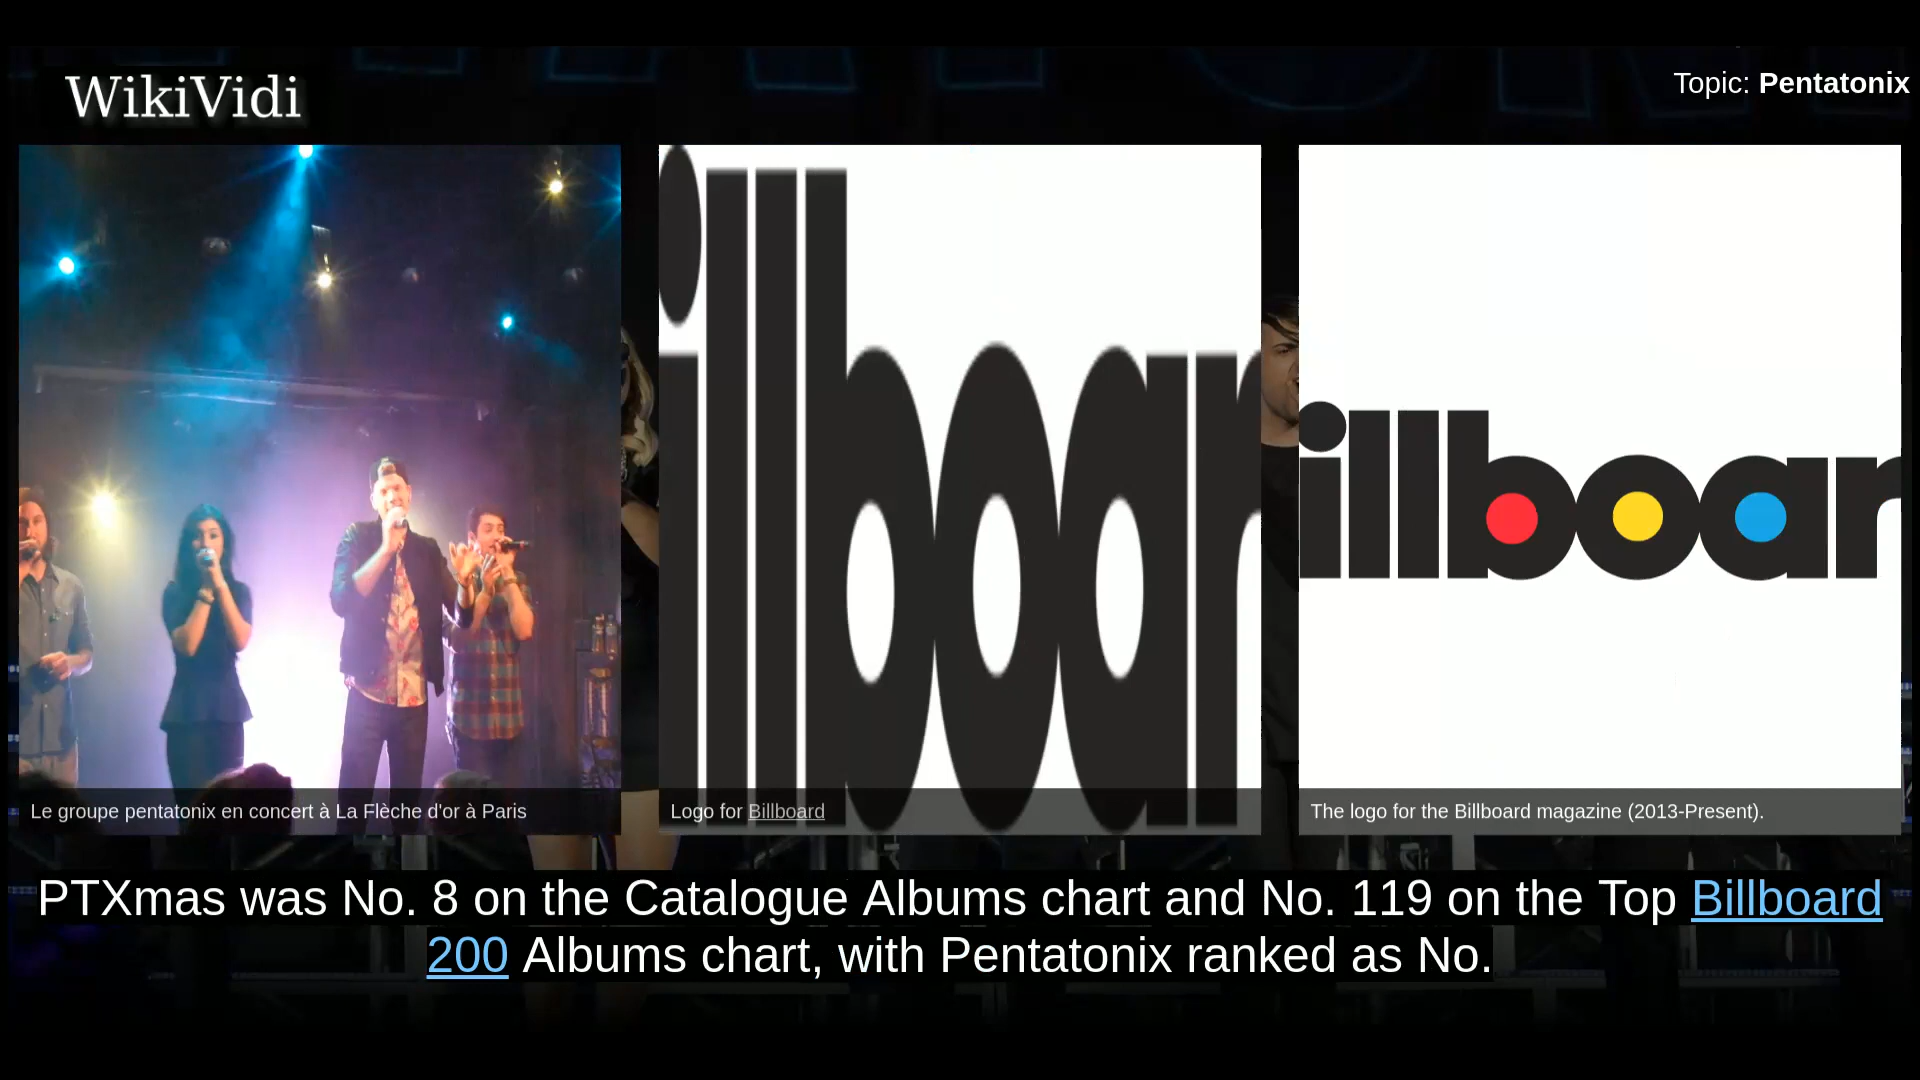 WikiVidi
Topic: Pentatonix
illboar
illboar
Le groupe pentatonix en concert à La Flèche d'or à Paris
Logo for Billboard
The logo for the Billboard magazine (2013-Present).
PTXmas was No. 8 on the Catalogue Albums chart and No. 119 on the Top Billboard
200 Albums chart, with Pentatonix ranked as No.